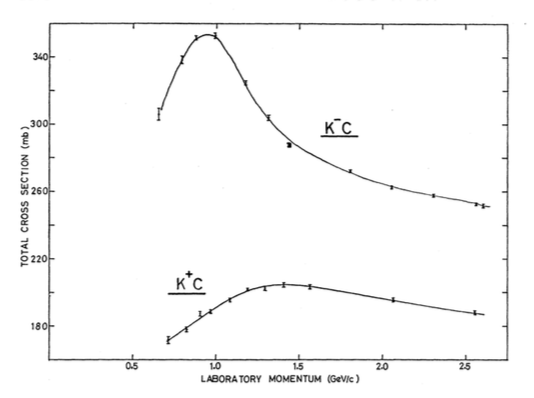 340
300
260
220
180
TOTAL CROSS SECTION (mb)
K⁻C
K⁺C
0.5 1.0 1.5 2.0 2.5
LABORATORY MOMENTUM (GeV/c)